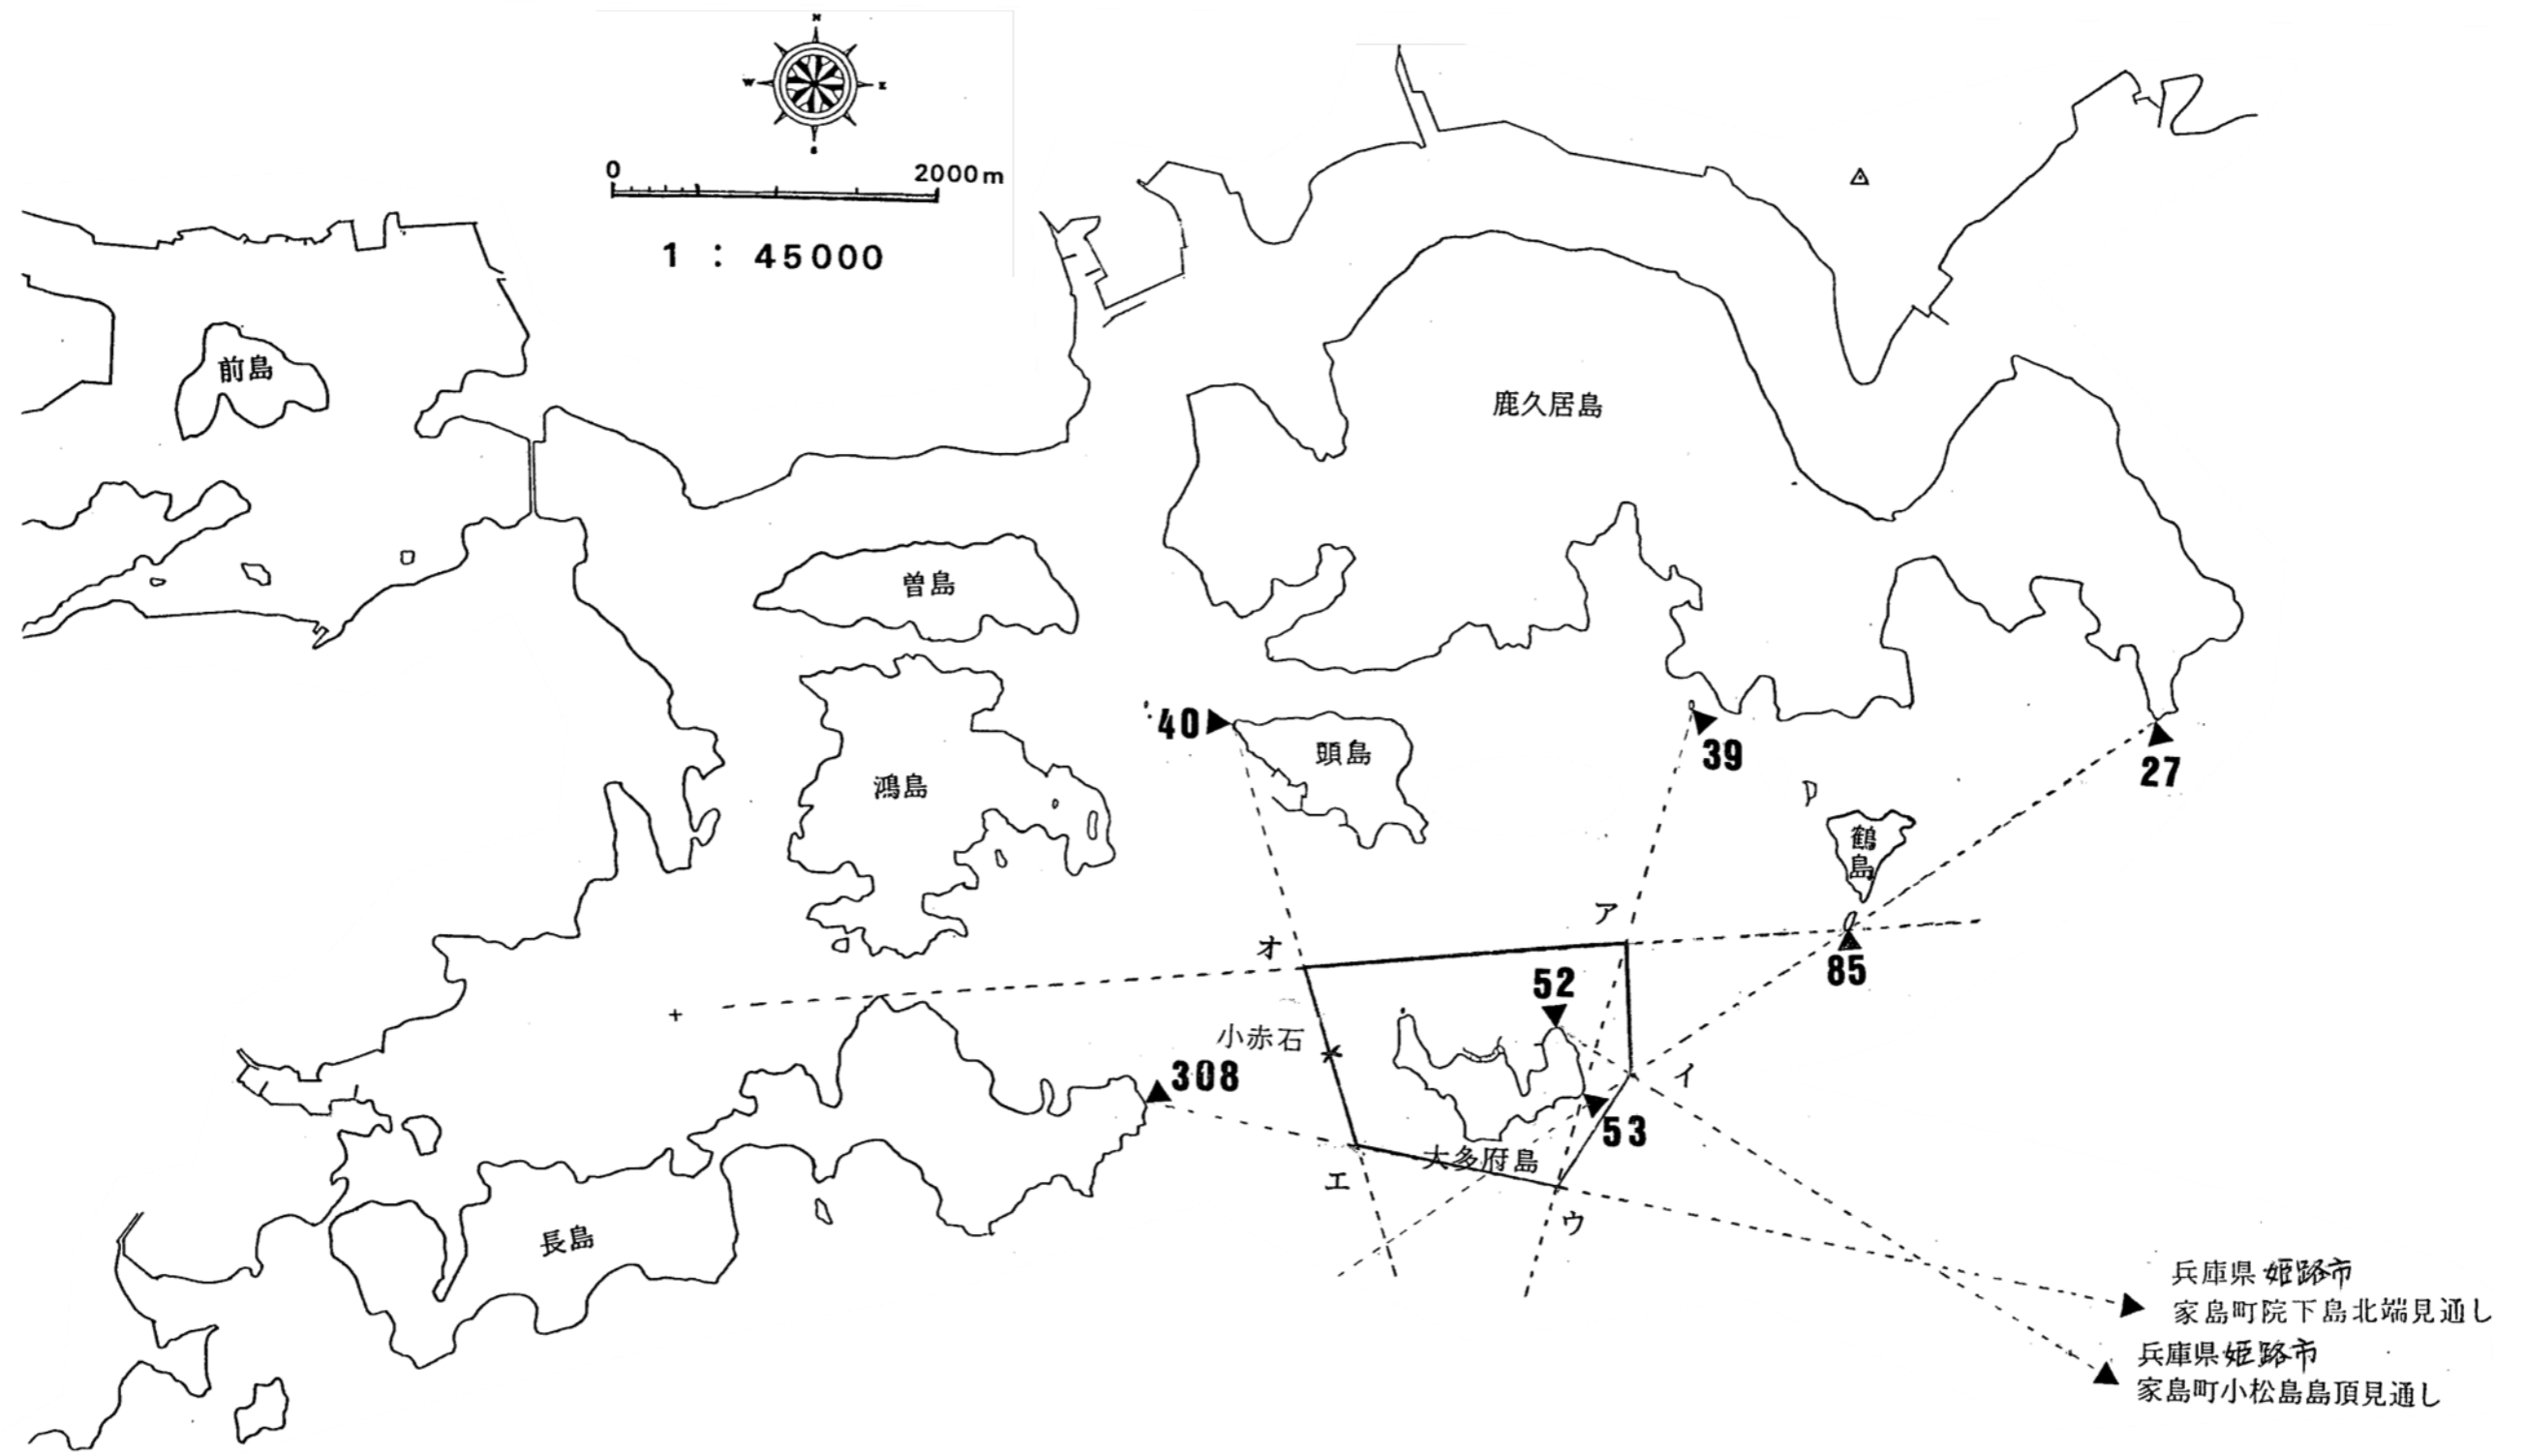 N
W E
S
0 2000m
1 : 45000
前島
鹿久居島
曽島
40
頭島
39
27
鴻島
鶴島
ア
オ
52
85
小赤石
308
イ
53
大多府島
エ
ウ
長島
兵庫県姫路市
家島町院下島北端見通し
兵庫県姫路市
家島町小松島島頂見通し